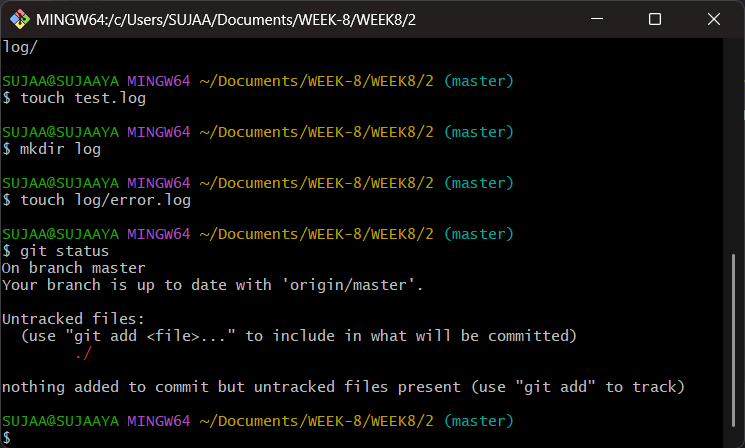 MINGW64:/c/Users/SUJAA/Documents/WEEK-8/WEEK8/2
log/
SUJAA@SUJAAYA MINGW64 ~/Documents/WEEK-8/WEEK8/2 (master)
$ touch test.log
SUJAA@SUJAAYA MINGW64 ~/Documents/WEEK-8/WEEK8/2 (master)
$ mkdir log
SUJAA@SUJAAYA MINGW64 ~/Documents/WEEK-8/WEEK8/2 (master)
$ touch log/error.log
SUJAA@SUJAAYA MINGW64 ~/Documents/WEEK-8/WEEK8/2 (master)
$ git status
On branch master
Your branch is up to date with 'origin/master'.
Untracked files:
  (use "git add <file>..." to include in what will be committed)
        ./
nothing added to commit but untracked files present (use "git add" to track)
SUJAA@SUJAAYA MINGW64 ~/Documents/WEEK-8/WEEK8/2 (master)
$